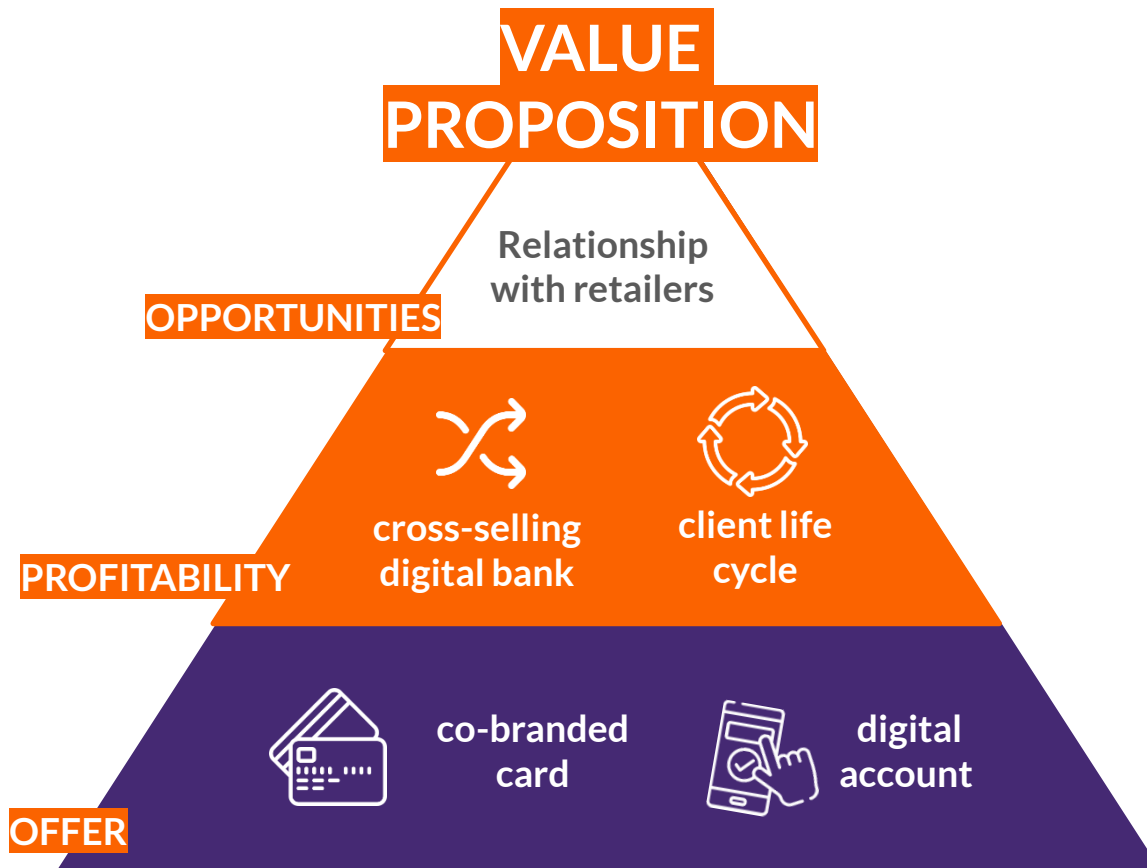 VALUE
PROPOSITION
Relationship
with retailers
OPPORTUNITIES
cross-selling
digital bank
client life
cycle
PROFITABILITY
co-branded
card
digital
account
OFFER